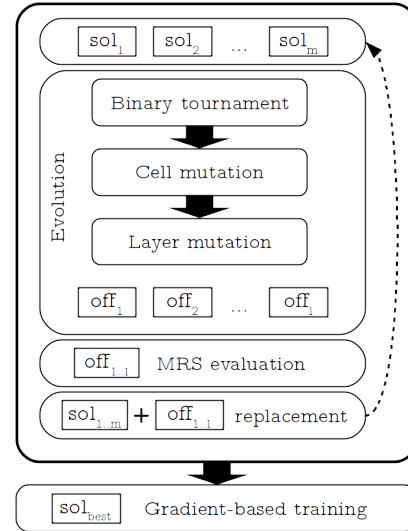 sol1 sol2 ... solm
Binary tournament
Cell mutation
Layer mutation
Evolution
off1 off2 ... offl
off1..l MRS evaluation
sol1..m + off1..l replacement
solbest Gradient-based training